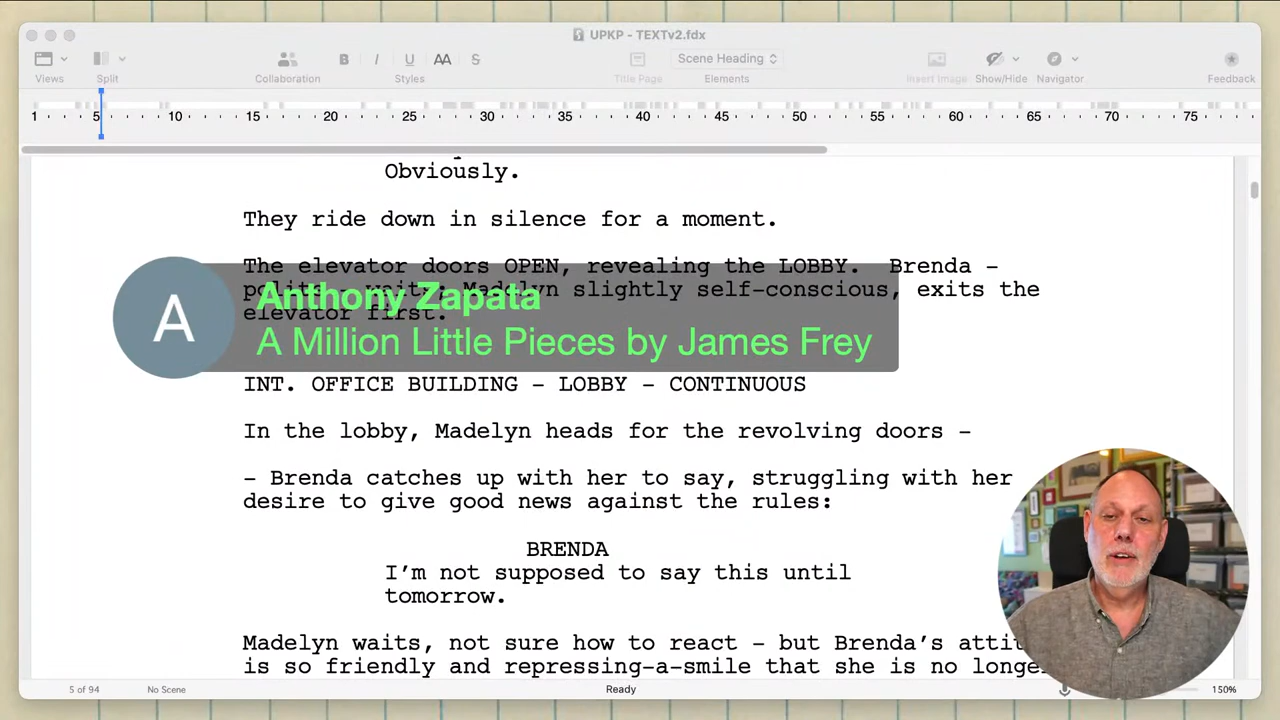 UPKP - TEXTv2.fdx
B I U AA S Scene Heading
Views Split Collaboration Styles Title Page Elements Insert Image Show/Hide Navigator Feedback
1 5 10 15 20 25 30 35 40 45 50 55 60 65 70 75
Obviously.
They ride down in silence for a moment.
The elevator doors OPEN, revealing the LOBBY. Brenda –
polite – waits, Madelyn slightly self-conscious, exits the
elevator first.
A
Anthony Zapata
A Million Little Pieces by James Frey
INT. OFFICE BUILDING – LOBBY – CONTINUOUS
In the lobby, Madelyn heads for the revolving doors –
– Brenda catches up with her to say, struggling with her
desire to give good news against the rules:
BRENDA
I’m not supposed to say this until
tomorrow.
Madelyn waits, not sure how to react – but Brenda’s
is so friendly and repressing-a-smile that she is no
5 of 94 No Scene Ready 150%